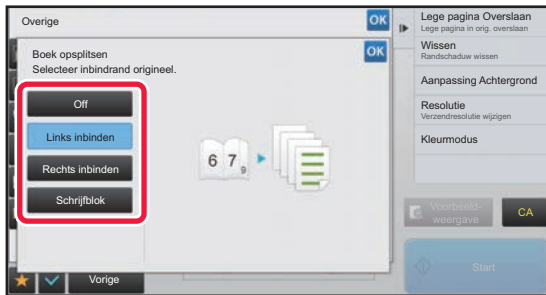 Overige
OK
Boek opsplitsen
Selecteer inbindrand origineel.
OK
Off
Links inbinden
Rechts inbinden
Schrijfblok
6 7 9
Vorige
Lege pagina Overslaan
Lege pagina in orig. overslaan
Wissen
Randschaduw wissen
Aanpassing Achtergrond
Resolutie
Verzendresolutie wijzigen
Kleurmodus
Voorbeeld-
weergave
CA
Start